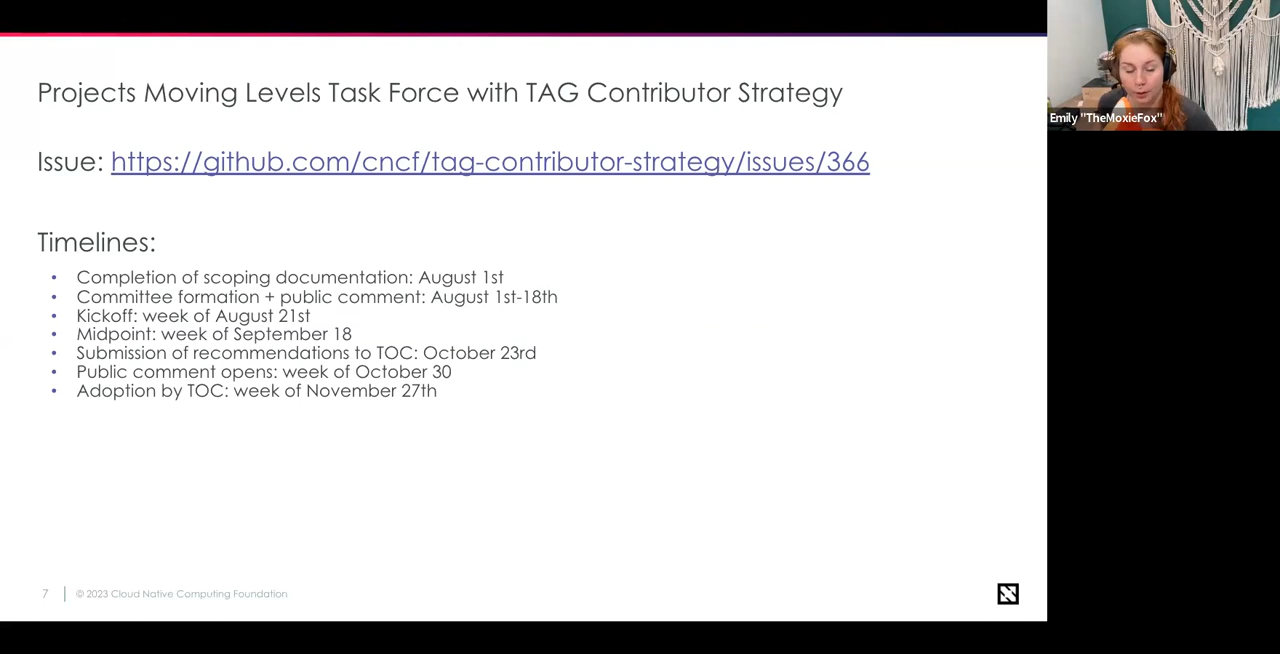 Projects Moving Levels Task Force with TAG Contributor Strategy
Issue: https://github.com/cncf/tag-contributor-strategy/issues/366
Timelines:
• Completion of scoping documentation: August 1st
• Committee formation + public comment: August 1st-18th
• Kickoff: week of August 21st
• Midpoint: week of September 18
• Submission of recommendations to TOC: October 23rd
• Public comment opens: week of October 30
• Adoption by TOC: week of November 27th
7 © 2023 Cloud Native Computing Foundation
Emily "TheMoxieFox"